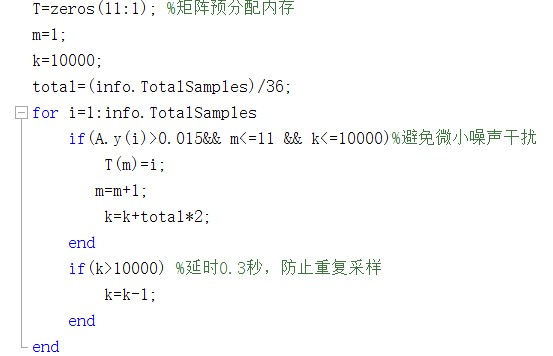 T=zeros(11:1); %矩阵预分配内存
m=1;
k=10000;
total=(info.TotalSamples)/36;
for i=1:info.TotalSamples
if(A.y(i)>0.015&& m<=11 && k<=10000)%避免微小噪声干扰
T(m)=i;
m=m+1;
k=k+total*2;
end
if(k>10000) %延时0.3秒，防止重复采样
k=k-1;
end
end